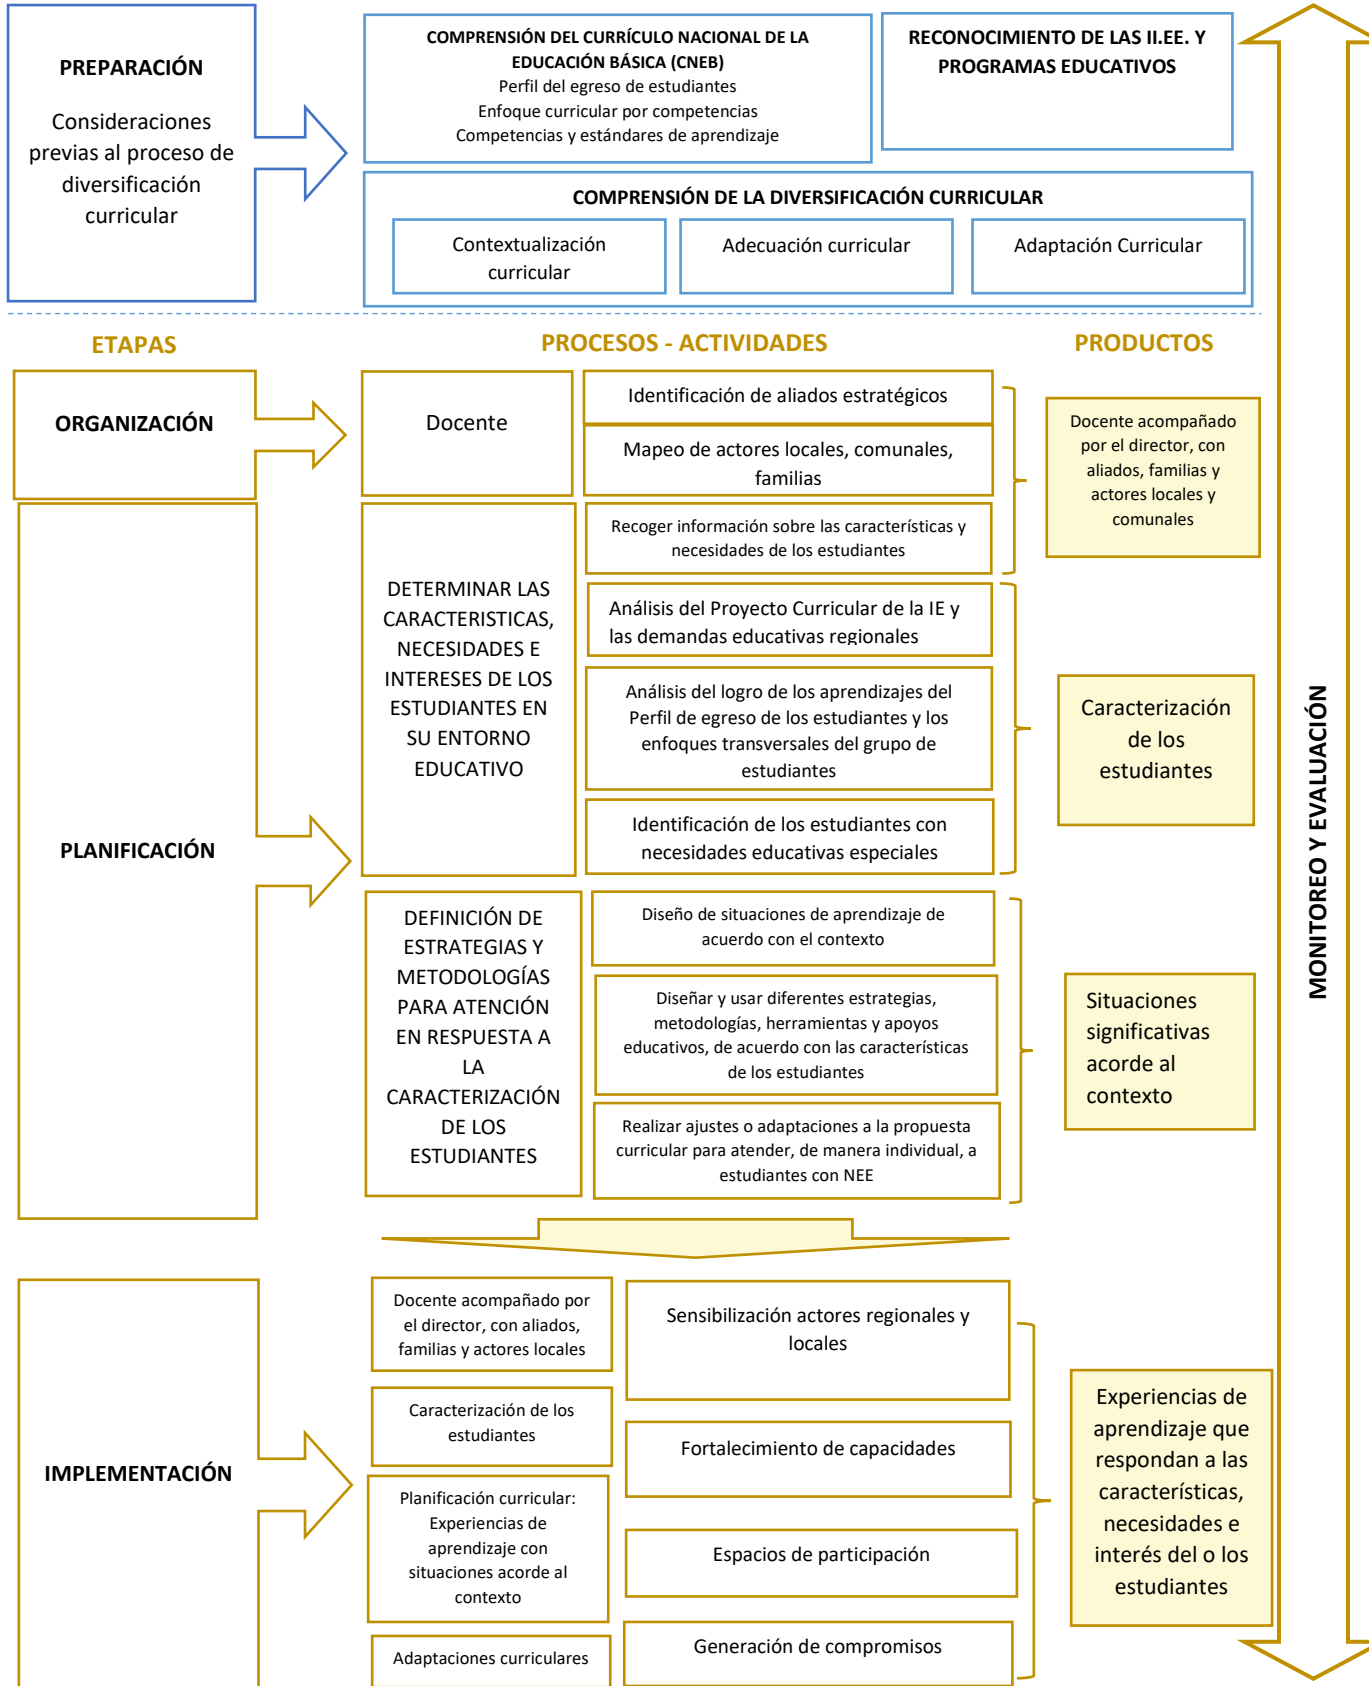 PREPARACIÓN
Consideraciones
previas al proceso de
diversificación
curricular
COMPRENSIÓN DEL CURRÍCULO NACIONAL DE LA
EDUCACIÓN BÁSICA (CNEB)
Perfil del egreso de estudiantes
Enfoque curricular por competencias
Competencias y estándares de aprendizaje
RECONOCIMIENTO DE LAS II.EE. Y
PROGRAMAS EDUCATIVOS
COMPRENSIÓN DE LA DIVERSIFICACIÓN CURRICULAR
Contextualización
curricular
Adecuación curricular
Adaptación Curricular
ETAPAS
PROCESOS - ACTIVIDADES
PRODUCTOS
ORGANIZACIÓN
Docente
Identificación de aliados estratégicos
Mapeo de actores locales, comunales,
familias
Docente acompañado
por el director, con
aliados, familias y
actores locales y
comunales
PLANIFICACIÓN
DETERMINAR LAS
CARACTERISTICAS,
NECESIDADES E
INTERESES DE LOS
ESTUDIANTES EN
SU ENTORNO
EDUCATIVO
Recoger información sobre las características y
necesidades de los estudiantes
Análisis del Proyecto Curricular de la IE y
las demandas educativas regionales
Análisis del logro de los aprendizajes del
Perfil de egreso de los estudiantes y los
enfoques transversales del grupo de
estudiantes
Identificación de los estudiantes con
necesidades educativas especiales
Caracterización
de los
estudiantes
DEFINICIÓN DE
ESTRATEGIAS Y
METODOLOGÍAS
PARA ATENCIÓN
EN RESPUESTA A
LA
CARACTERIZACIÓN
DE LOS
ESTUDIANTES
Diseño de situaciones de aprendizaje de
acuerdo con el contexto
Diseñar y usar diferentes estrategias,
metodologías, herramientas y apoyos
educativos, de acuerdo con las características
de los estudiantes
Realizar ajustes o adaptaciones a la propuesta
curricular para atender, de manera individual, a
estudiantes con NEE
Situaciones
significativas
acorde al
contexto
IMPLEMENTACIÓN
Docente acompañado por
el director, con aliados,
familias y actores locales
Caracterización de los
estudiantes
Planificación curricular:
Experiencias de
aprendizaje con
situaciones acorde al
contexto
Adaptaciones curriculares
Sensibilización actores regionales y
locales
Fortalecimiento de capacidades
Espacios de participación
Generación de compromisos
Experiencias de
aprendizaje que
respondan a las
características,
necesidades e
interés del o los
estudiantes
MONITOREO Y EVALUACIÓN